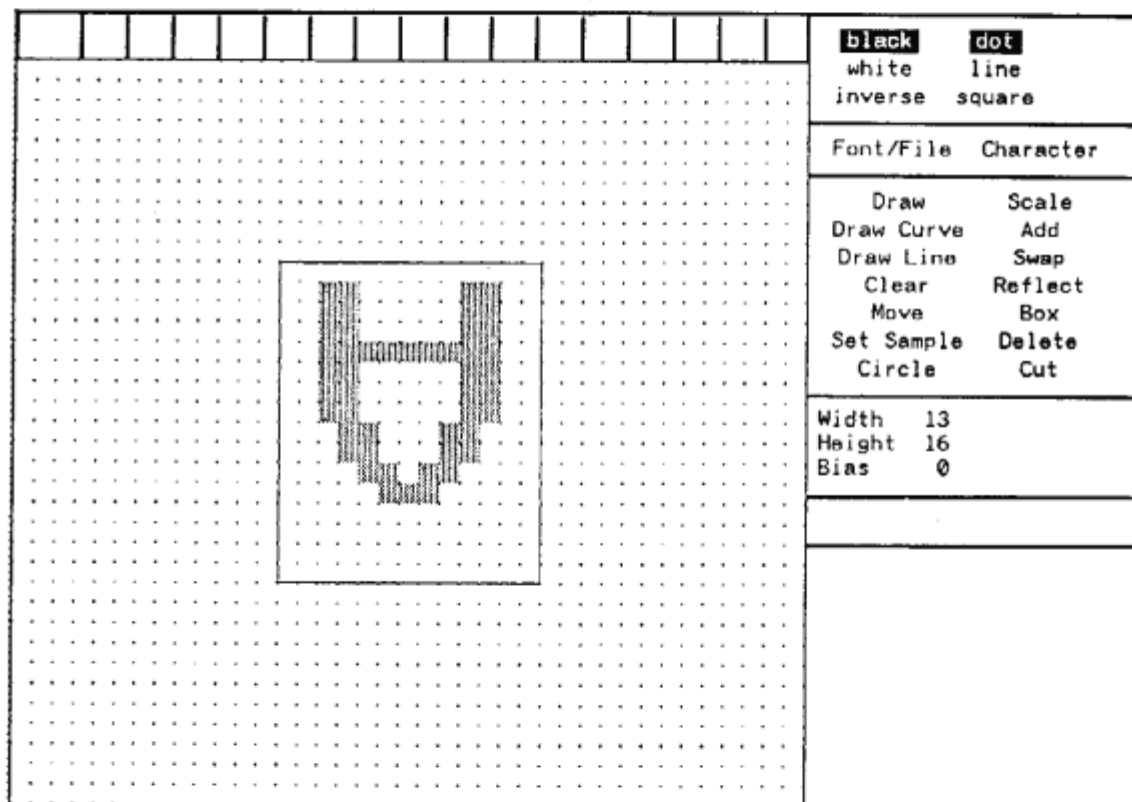 black dot
white line
inverse square
Font/File Character
Draw Scale
Draw Curve Add
Draw Line Swap
Clear Reflect
Move Box
Set Sample Delete
Circle Cut
Width 13
Height 16
Bias 0